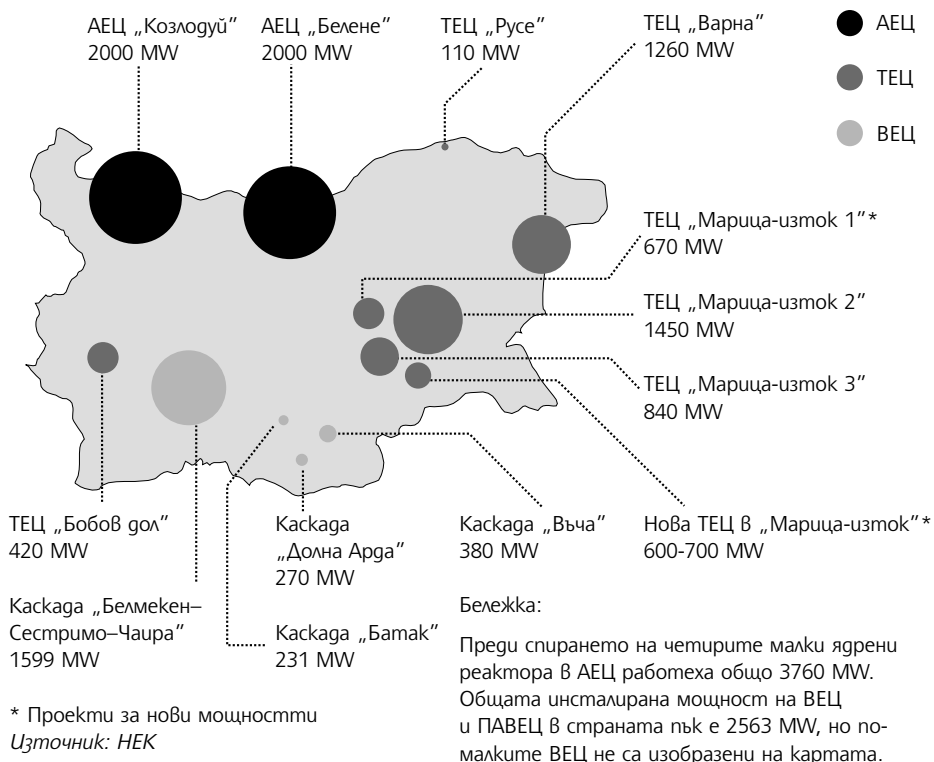 АЕЦ „Козлодуй”
2000 MW
АЕЦ „Белене”
2000 MW
ТЕЦ „Русе”
110 MW
ТЕЦ „Варна”
1260 MW
АЕЦ
ТЕЦ
ВЕЦ
ТЕЦ „Марица-изток 1”*
670 MW
ТЕЦ „Марица-изток 2”
1450 MW
ТЕЦ „Марица-изток 3”
840 MW
ТЕЦ „Бобов дол”
420 MW
Каскада
„Долна Арда”
270 MW
Каскада „Въча”
380 MW
Нова ТЕЦ в „Марица-изток”*
600-700 MW
Каскада „Белмекен–
Сестримо–Чаира”
1599 MW
Каскада „Батак”
231 MW
Бележка:
Преди спирането на четирите малки ядрени
реактора в АЕЦ работеха общо 3760 MW.
Общата инсталирана мощност на ВЕЦ
и ПАВЕЦ в страната пък е 2563 MW, но по-
малките ВЕЦ не са изобразени на картата.
* Проекти за нови мощностти
Източник: НЕК